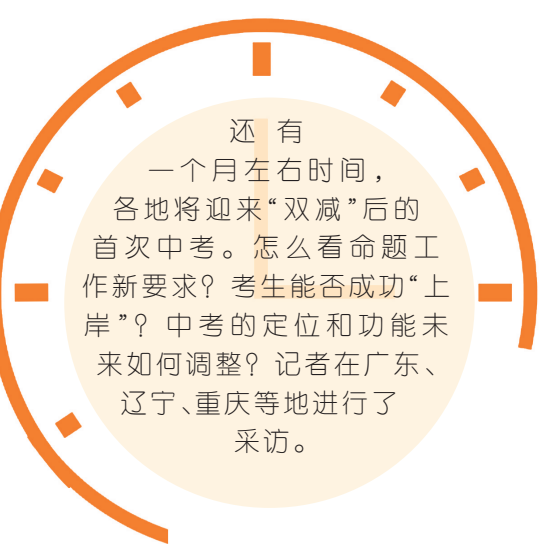 还 有
一个月左右时间，
各地将迎来“双减”后的
首次中考。怎么看命题工
作新要求？考生能否成功“上
岸”？中考的定位和功能未
来如何调整？记者在广东、
辽宁、重庆等地进行了
采访。